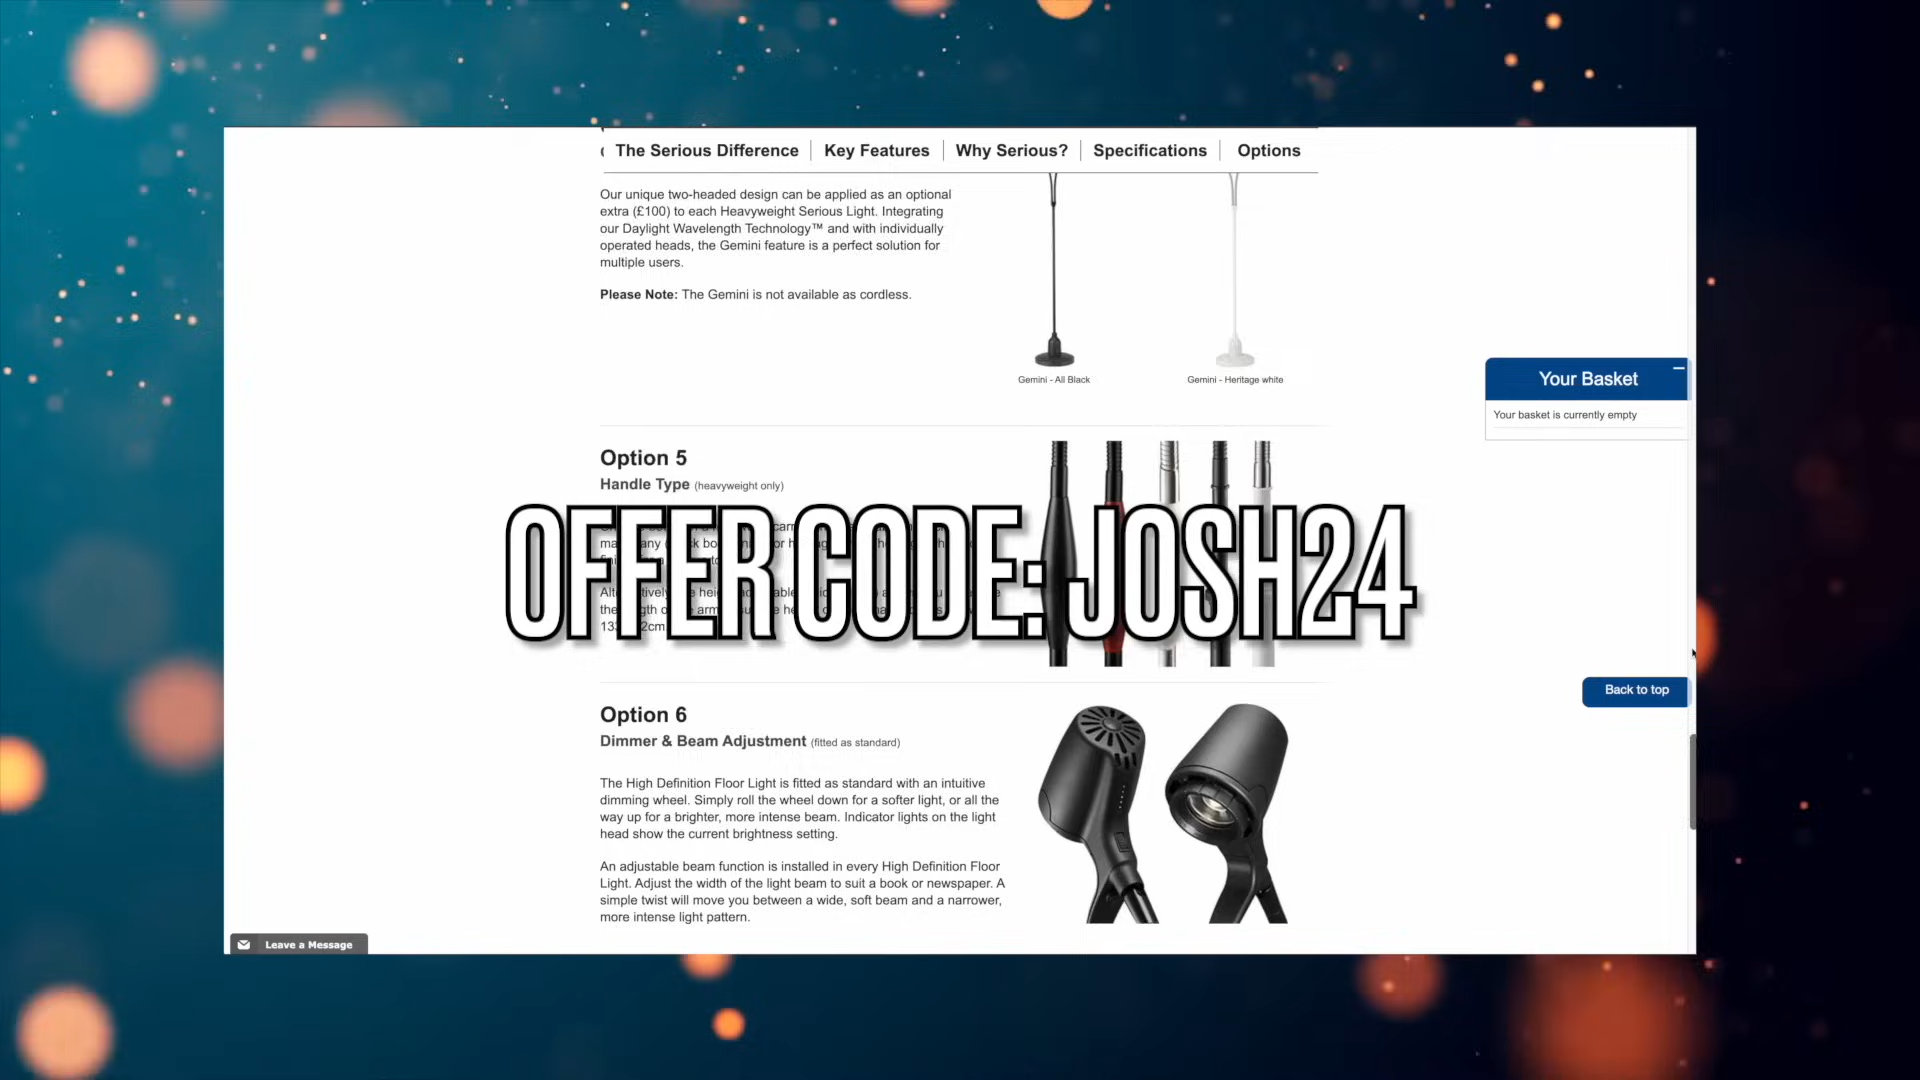 The Serious Difference
Key Features
Why Serious?
Specifications
Options
Our unique two-headed design can be applied as an optional
extra (£100) to each Heavyweight Serious Light. Integrating
our Daylight Wavelength Technology™ and with individually
operated heads, the Gemini feature is a perfect solution for
multiple users.
Please Note: The Gemini is not available as cordless.
Gemini - All Black
Gemini - Heritage white
Your Basket
Your basket is currently empty
Option 5
Handle Type (heavyweight only)
OFFER CODE: JOSH24
Back to top
Option 6
Dimmer & Beam Adjustment (fitted as standard)
The High Definition Floor Light is fitted as standard with an intuitive
dimming wheel. Simply roll the wheel down for a softer light, or all the
way up for a brighter, more intense beam. Indicator lights on the light
head show the current brightness setting.
An adjustable beam function is installed in every High Definition Floor
Light. Adjust the width of the light beam to suit a book or newspaper. A
simple twist will move you between a wide, soft beam and a narrower,
more intense light pattern.
Leave a Message